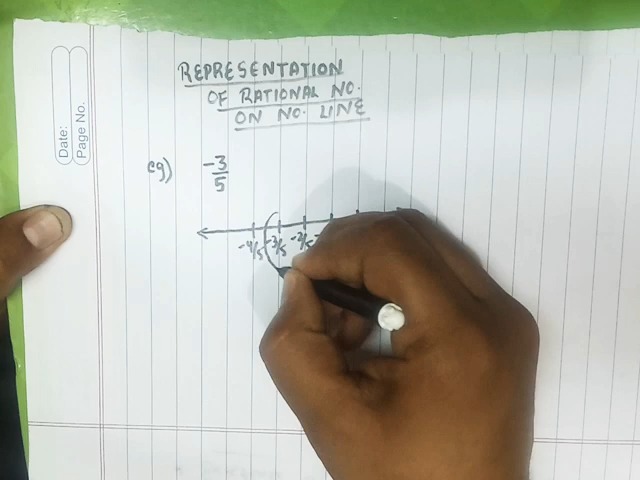 REPRESENTATION
OF RATIONAL NO.
ON NO. LINE
Date:
Page No.
eg) -3/5
-4/5 -3/5 -2/5